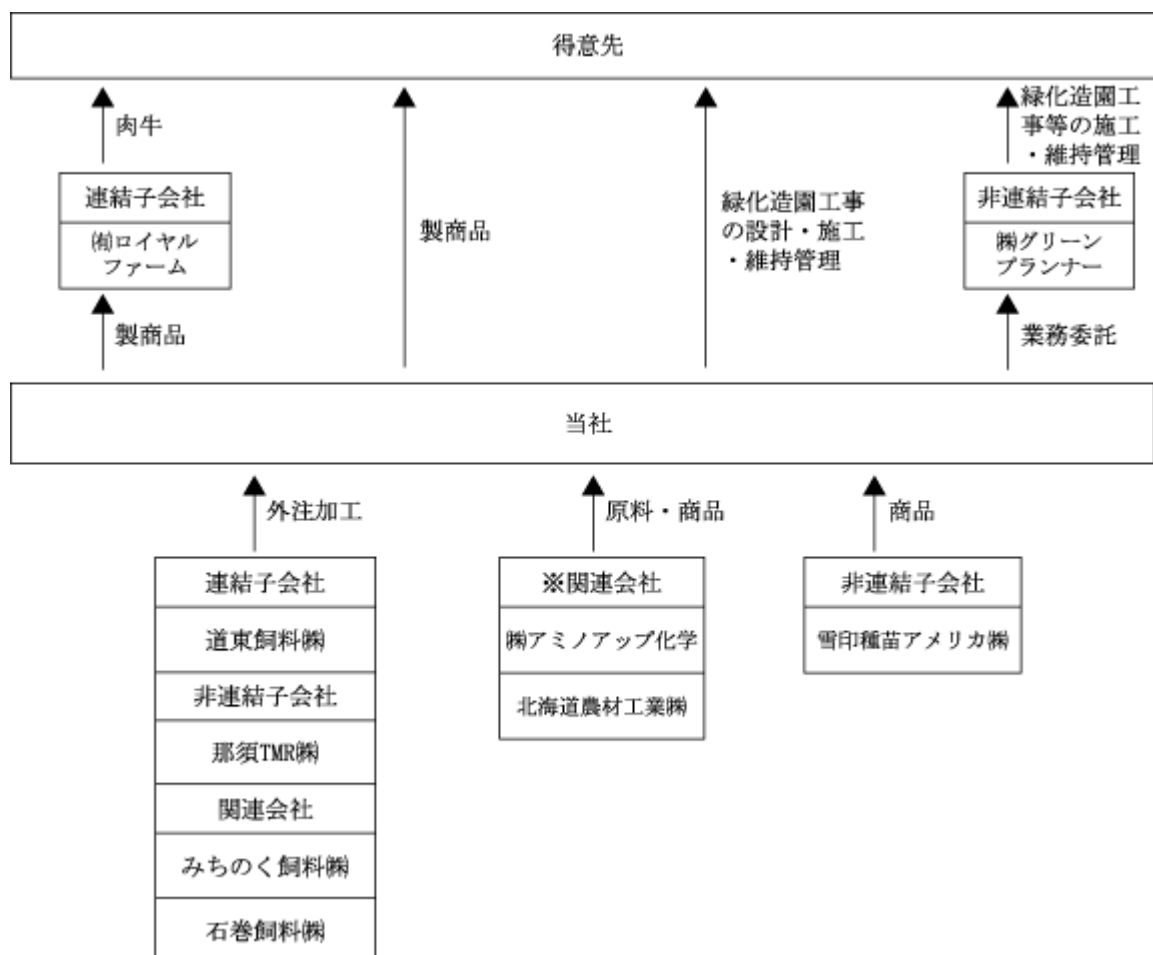 得意先
肉牛
連結子会社
㈲ロイヤル
ファーム
製商品
製商品
緑化造園工事
の設計・施工
・維持管理
緑化造園工
事等の施工
・維持管理
非連結子会社
㈱グリーン
プランナー
業務委託
当社
外注加工
連結子会社
道東飼料㈱
非連結子会社
那須TMR㈱
関連会社
みちのく飼料㈱
石巻飼料㈱
原料・商品
※関連会社
㈱アミノアップ化学
北海道農材工業㈱
商品
非連結子会社
雪印種苗アメリカ㈱